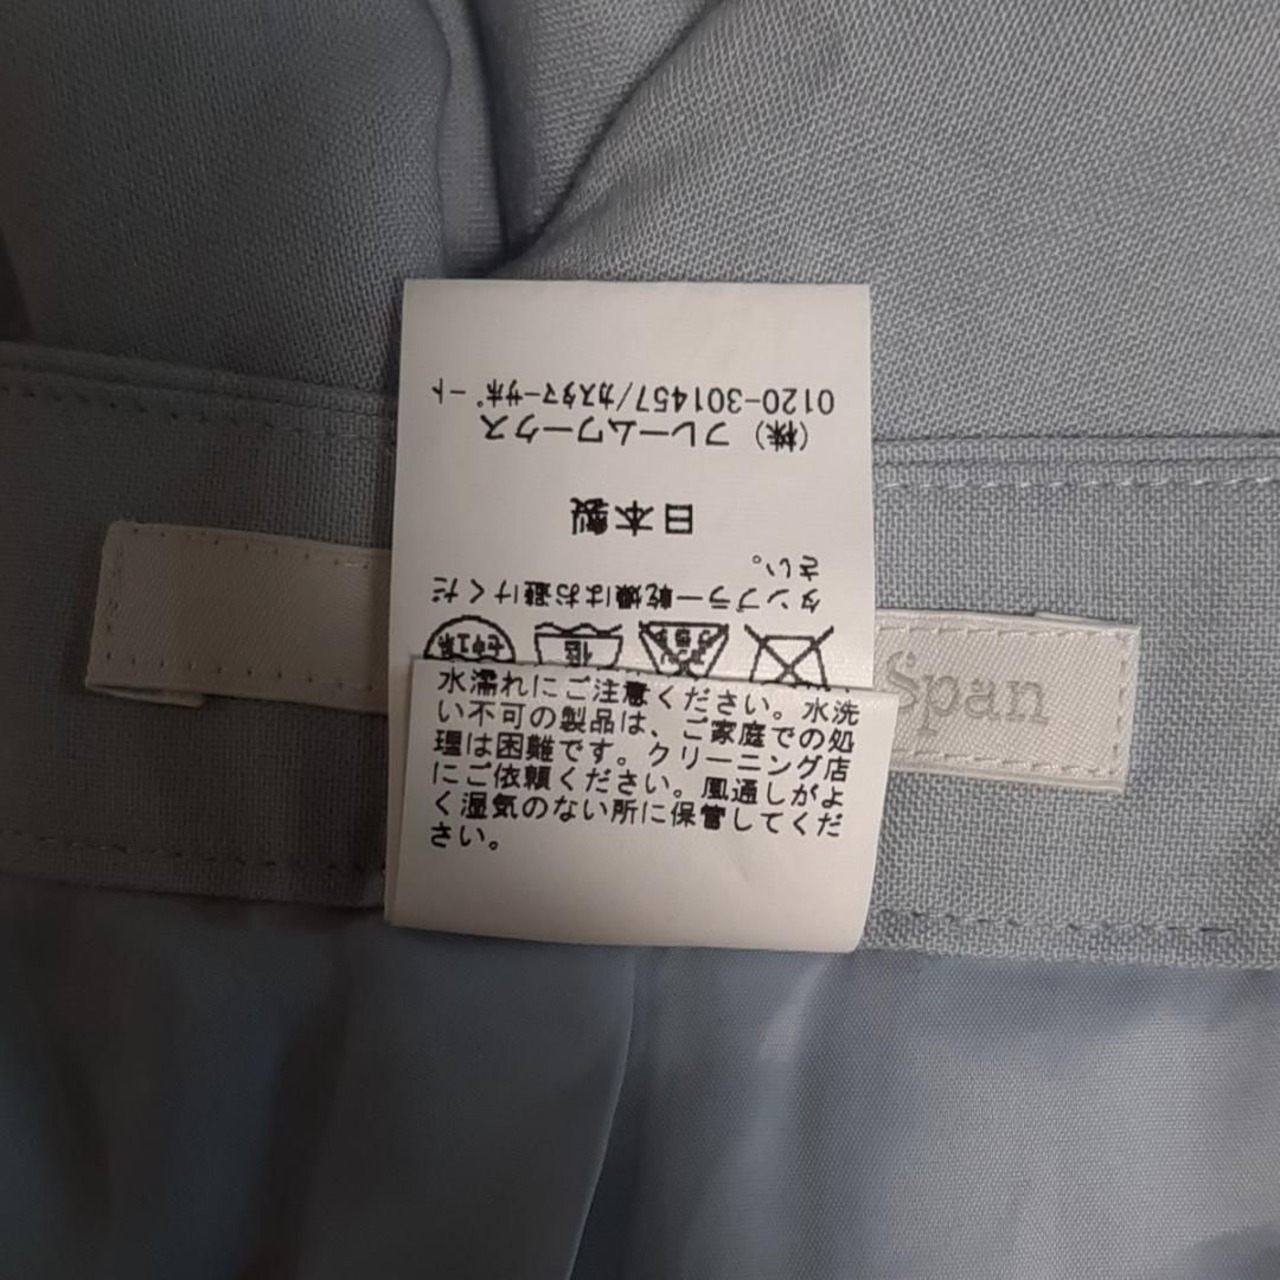 水濡れにご注意ください。水洗
い不可の製品は、ご家庭での処
理は困難です。クリーニング店
にご依頼ください。風通しがよ
く湿気のない所に保管してくだ
さい。
タンブラー乾燥はお避けくだ
さい。
日本製
(株) フレームワークス
0120-301457/カスタマーサポート
Span